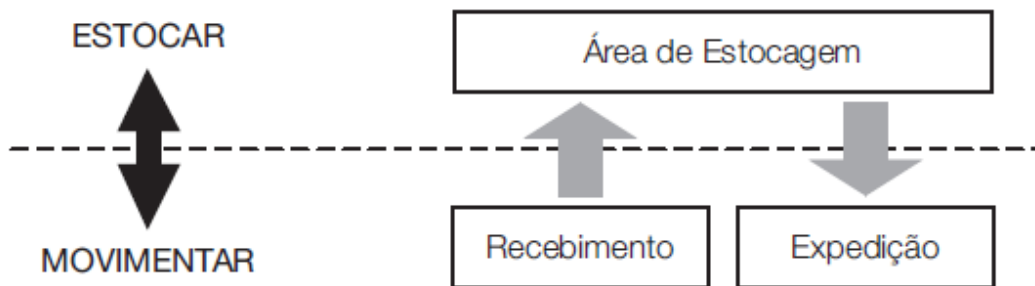 ESTOCAR
Área de Estocagem
Recebimento
Expedição
MOVIMENTAR